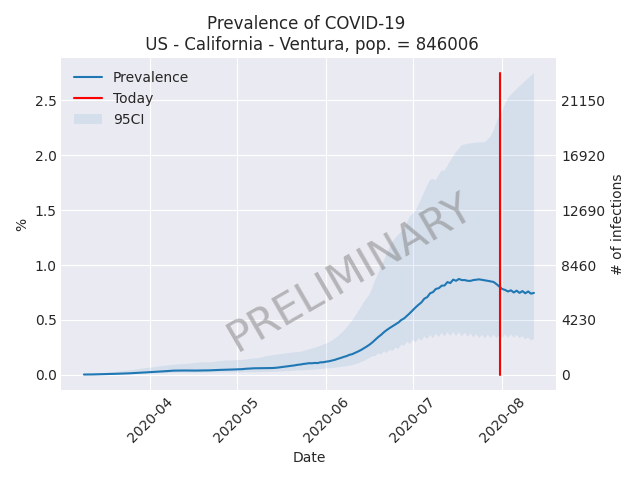 Prevalence of COVID-19
US - California - Ventura, pop. = 846006
Prevalence
Today
95CI
2.5
2.0
1.5
1.0
0.5
0.0
%
21150
16920
12690
8460
4230
0
# of infections
PRELIMINARY
2020-04
2020-05
2020-06
2020-07
2020-08
Date